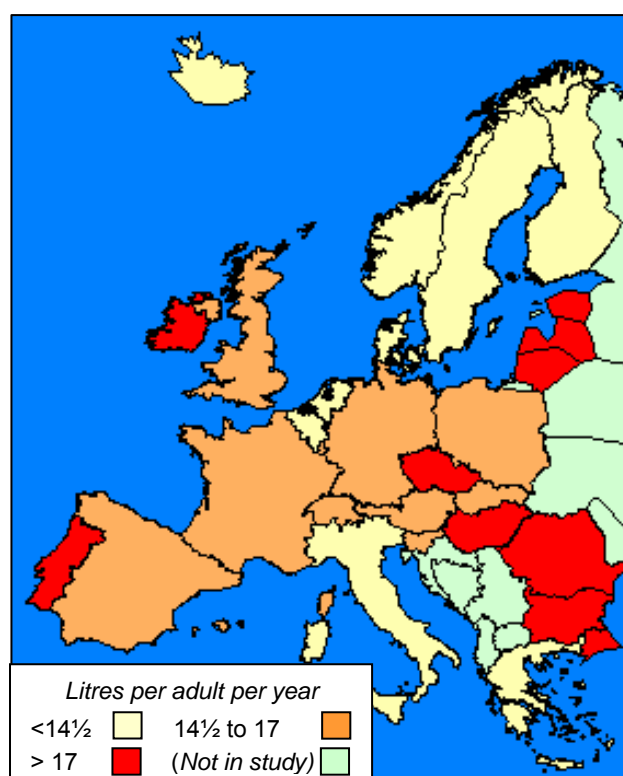 Litres per adult per year
<14½ 14½ to 17
> 17 (Not in study)